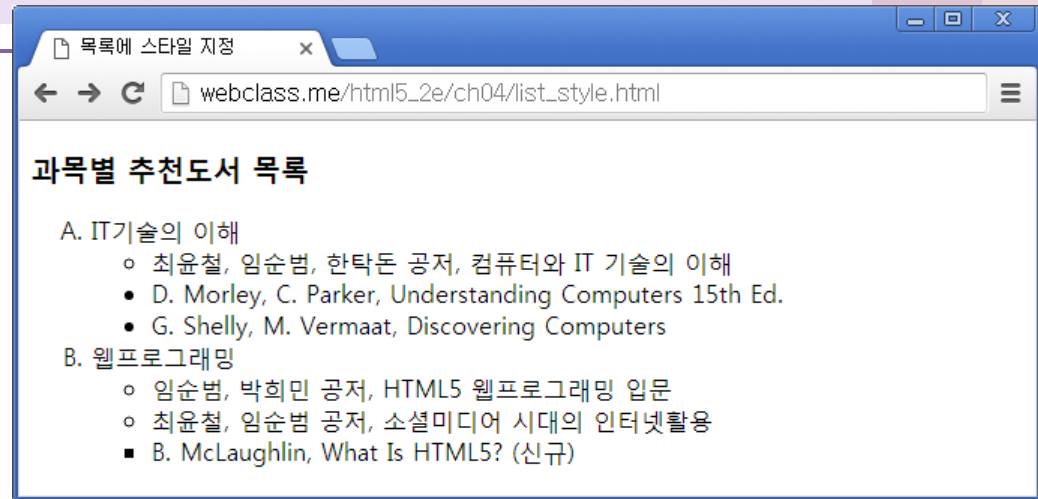 목록에 스타일 지정
webclass.me/html5_2e/ch04/list_style.html
과목별 추천도서 목록
A. IT기술의 이해
최윤철, 임순범, 한탁돈 공저, 컴퓨터와 IT 기술의 이해
D. Morley, C. Parker, Understanding Computers 15th Ed.
G. Shelly, M. Vermaat, Discovering Computers
B. 웹프로그래밍
임순범, 박희민 공저, HTML5 웹프로그래밍 입문
최윤철, 임순범 공저, 소셜미디어 시대의 인터넷활용
B. McLaughlin, What Is HTML5? (신규)